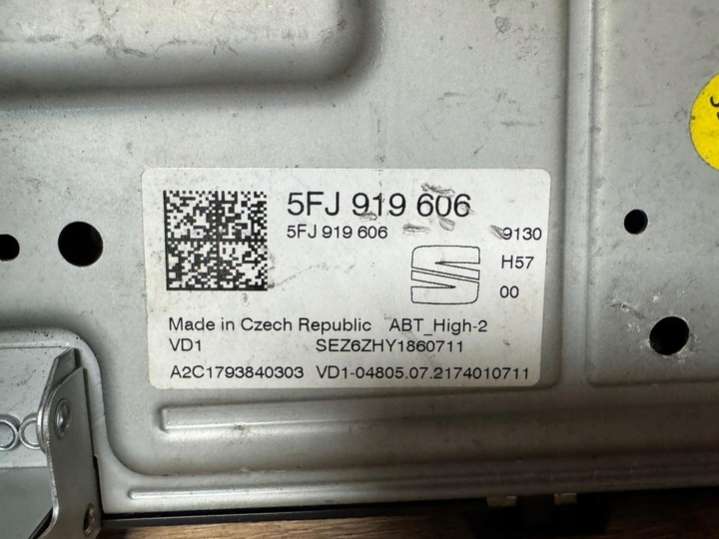 5FJ 919 606
5FJ 919 606
9130
H57
00
Made in Czech Republic ABT_High-2
VD1 SEZ6ZHY1860711
A2C1793840303 VD1-04805.07.2174010711